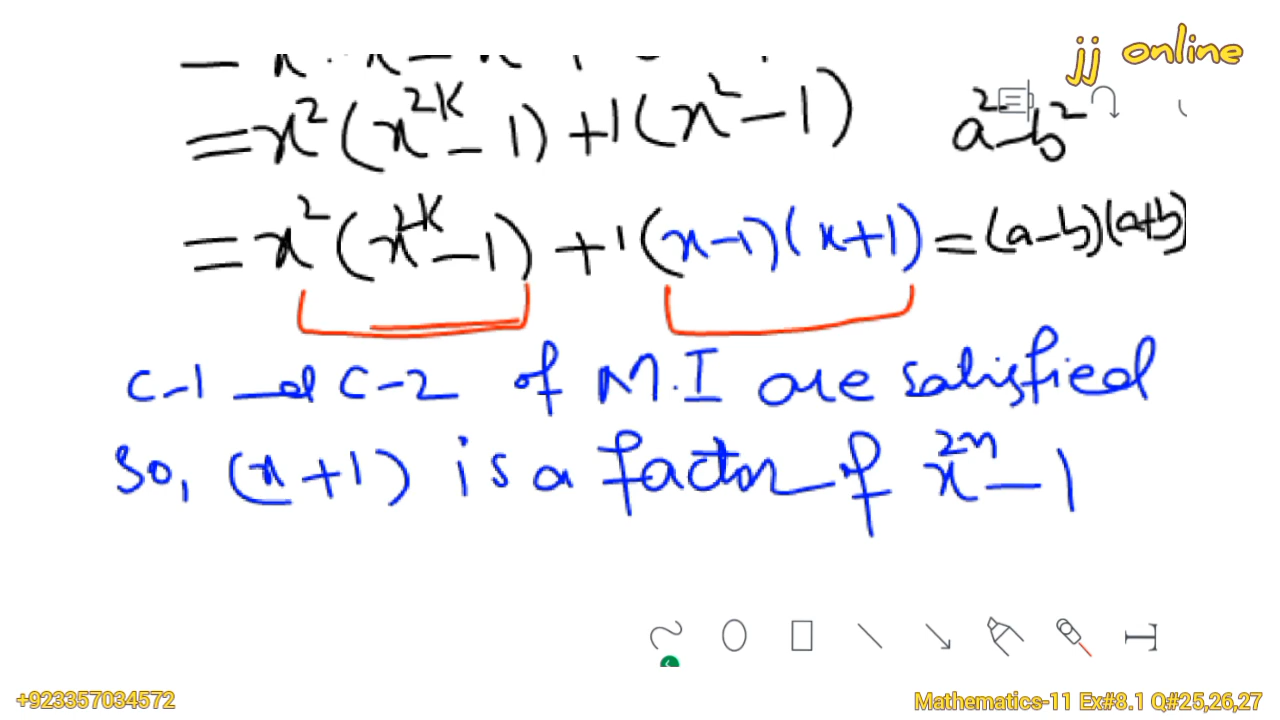 jj online
= x²(x²ᴷ - 1) + 1(x² - 1)
a² - b²
= x²(x²ᴷ - 1) + 1(x-1)(x+1) = (a-b)(a+b)
C-1 and C-2 of M.I are satisfied
So, (x+1) is a factor of x²ⁿ - 1
+923357034572
Mathematics-11 Ex#8.1 Q#25,26,27